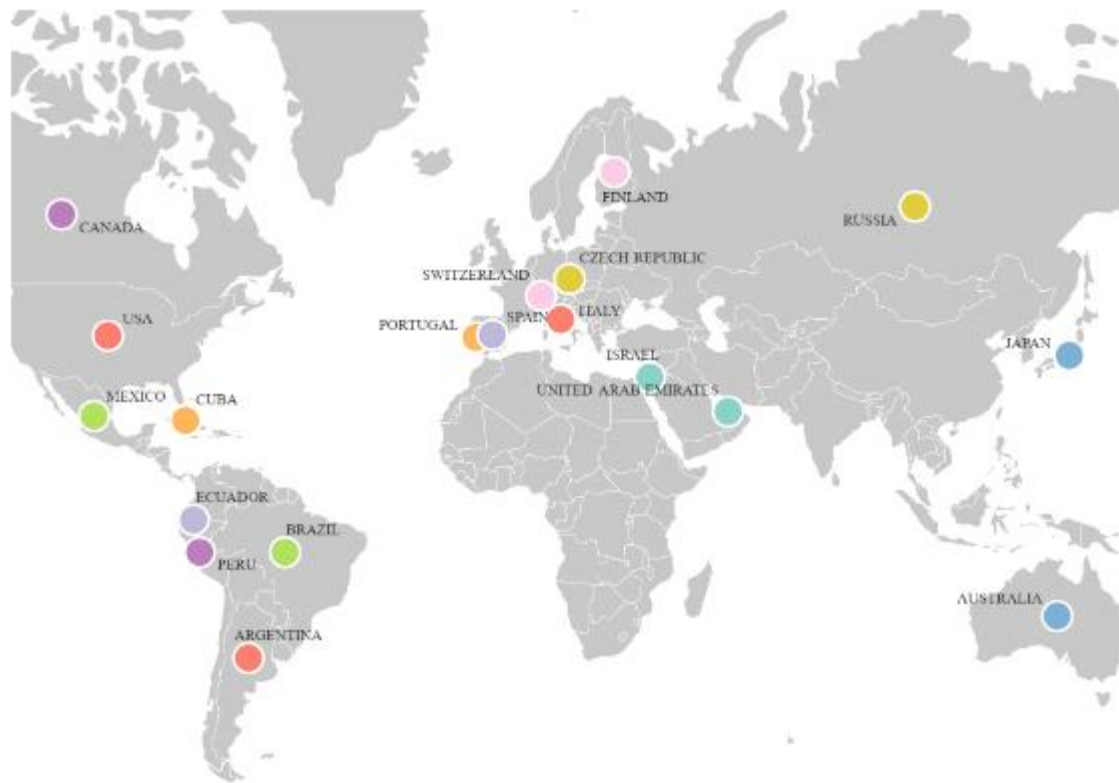 FINLAND
CANADA
RUSSIA
CZECH REPUBLIC
SWITZERLAND
USA
PORTUGAL
SPAIN
ITALY
JAPAN
ISRAEL
UNITED ARAB EMIRATES
MEXICO
CUBA
ECUADOR
BRAZIL
PERU
AUSTRALIA
ARGENTINA